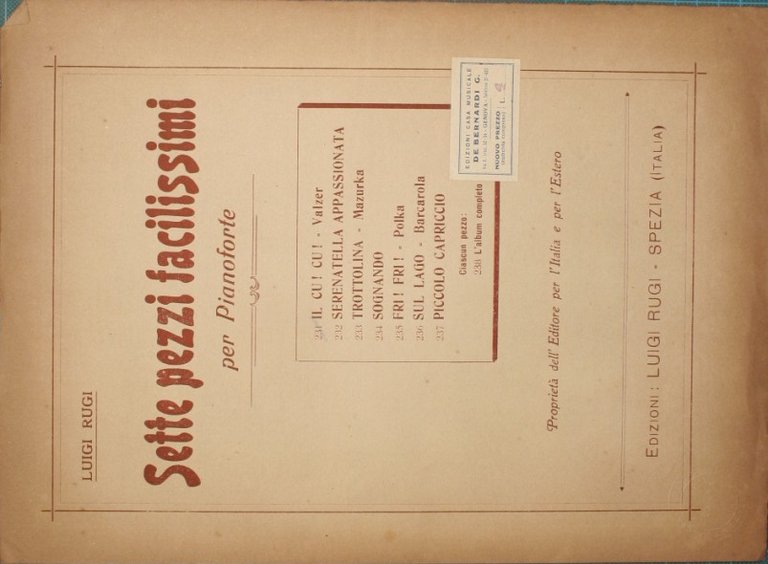 LUIGI RUGI
Sette pezzi facilissimi
per Pianoforte
231 IL CU! CU! - Valzer
232 SERENATELLA APPASSIONATA
233 TROTTOLINA - Mazurka
234 SOGNANDO
235 FRI! FRI! - Polka
236 SUL LAGO - Barcarola
237 PICCOLO CAPRICCIO
Ciascun pezzo:
238 L'album completo
EDIZIONI CASA MUSICALE
DE BERNARDI G.
GENOVA
NUOVO PREZZO L. 
Proprietà dell'Editore per l'Italia e per l'Estero
EDIZIONI: LUIGI RUGI - SPEZIA (ITALIA)